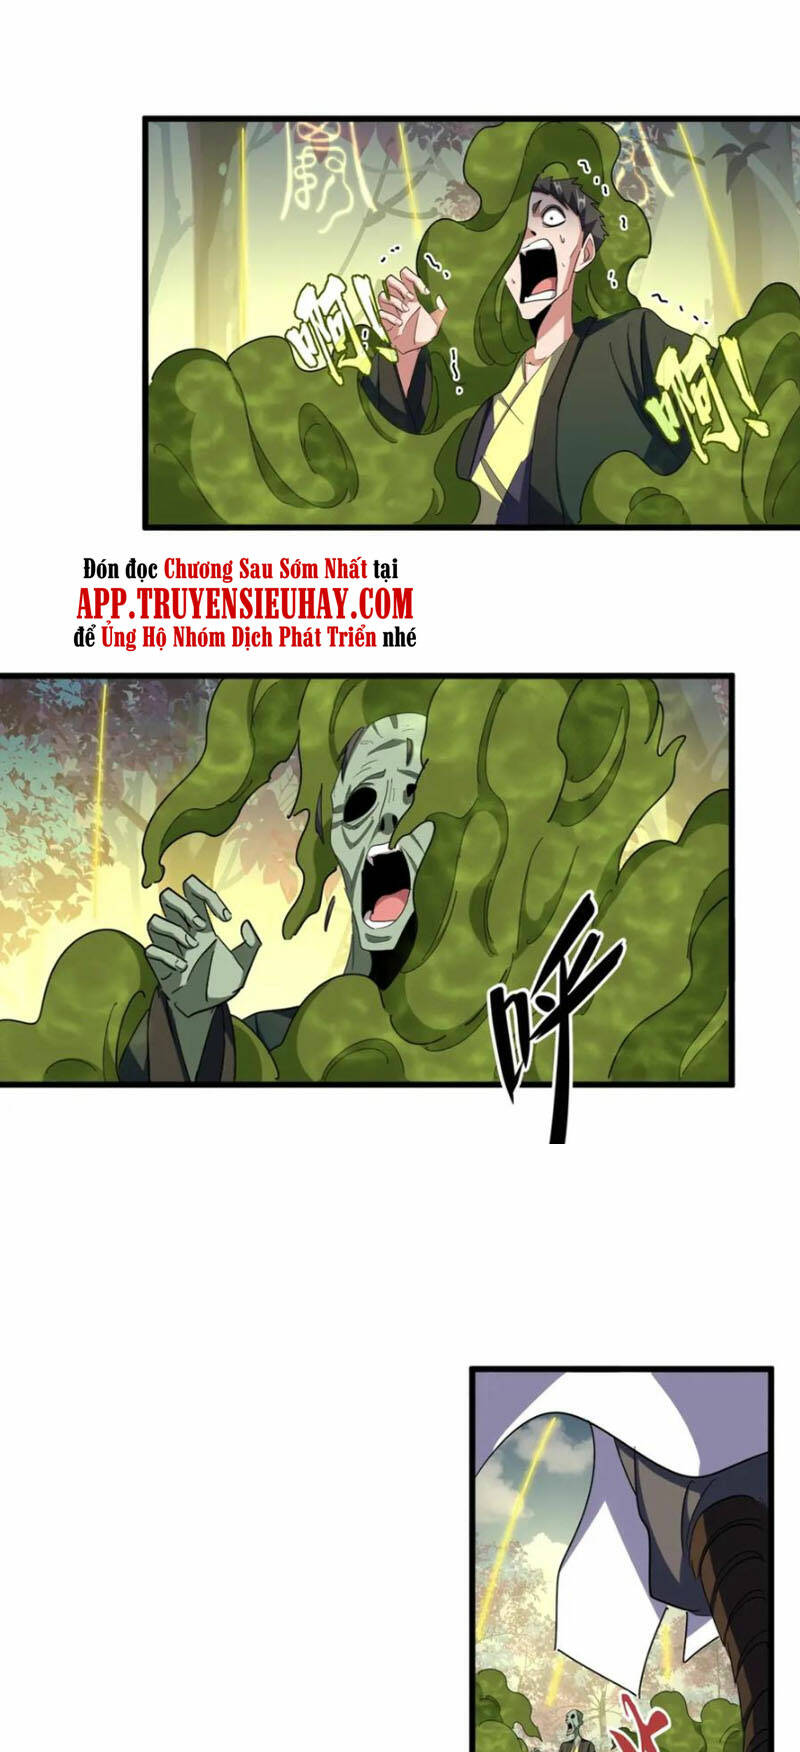 啊!
啊!
Đón đọc Chương Sau Sớm Nhất tại
APP.TRUYENSIEUHAY.COM
để Ủng Hộ Nhóm Dịch Phát Triển nhé
呼